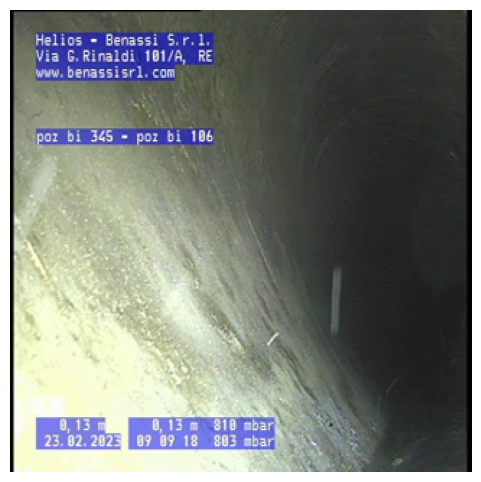 Helios - Benassi S.r.l.
Via G.Rinaldi 101/A, RE
www.benassisrl.com
poz bi 345 - poz bi 106
0,13 m 0,13 m 810 mbar
23.02.2023 09 09 18 803 mbar